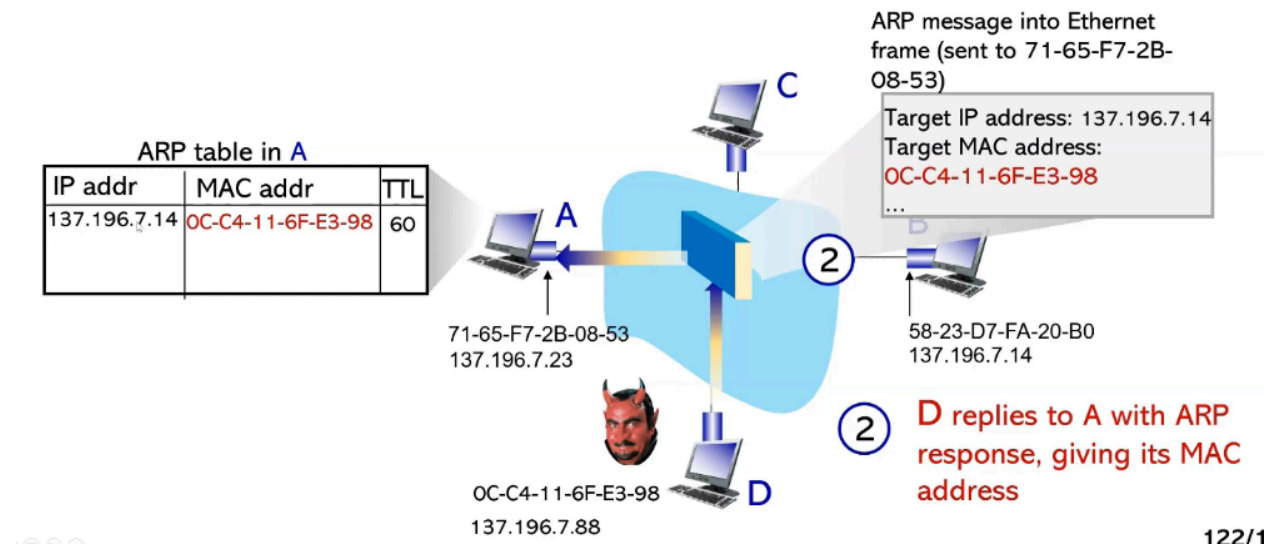 ARP message into Ethernet
frame (sent to 71-65-F7-2B-
08-53)
C
Target IP address: 137.196.7.14
Target MAC address:
0C-C4-11-6F-E3-98
...
ARP table in A
IP addr MAC addr TTL
137.196.7.14 0C-C4-11-6F-E3-98 60
A
B
2
71-65-F7-2B-08-53
137.196.7.23
58-23-D7-FA-20-B0
137.196.7.14
2 D replies to A with ARP
response, giving its MAC
address
0C-C4-11-6F-E3-98
D
137.196.7.88
122/1